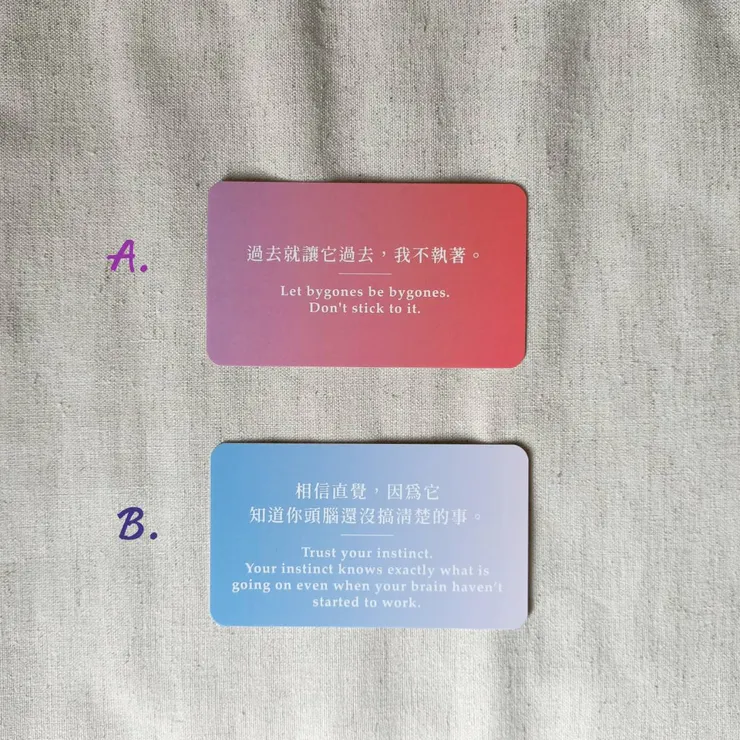 A.
過去就讓它過去，我不執著。
Let bygones be bygones.
Don't stick to it.
B.
相信直覺，因為它
知道你頭腦還沒搞清楚的事。
Trust your instinct.
Your instinct knows exactly what is
going on even when your brain haven't
started to work.